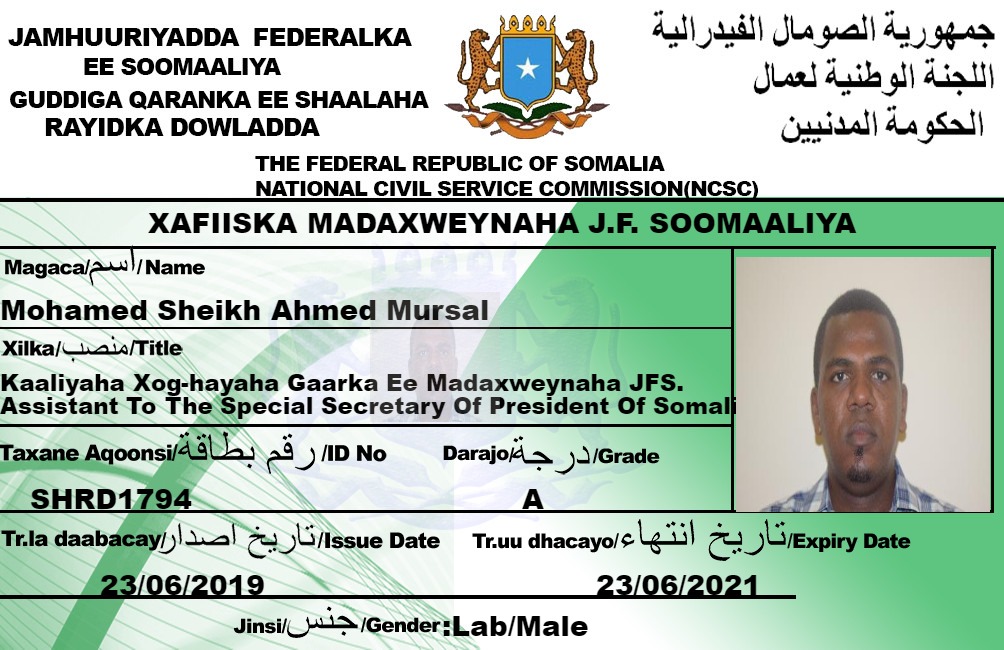 JAMHUURIYADDA FEDERALKA
EE SOOMAALIYA
GUDDIGA QARANKA EE SHAALAHA
RAYIDKA DOWLADDA
جمهورية الصومال الفيدرالية
اللجنة الوطنية لعمال
الحكومة المدنيين
THE FEDERAL REPUBLIC OF SOMALIA
NATIONAL CIVIL SERVICE COMMISSION(NCSC)
XAFIISKA MADAXWEYNAHA J.F. SOOMAALIYA
Magaca/اسم/Name
Mohamed Sheikh Ahmed Mursal
Xilka/منصب/Title
Kaaliyaha Xog-hayaha Gaarka Ee Madaxweynaha JFS.
Assistant To The Special Secretary Of President Of Somali
Taxane Aqoonsi/رقم بطاقة/ID No
Darajo/درجة/Grade
SHRD1794
A
Tr.la daabacay/تاريخ اصدار/Issue Date
Tr.uu dhacayo/تاريخ انتهاء/Expiry Date
23/06/2019
23/06/2021
Jinsi/جنس/Gender:Lab/Male